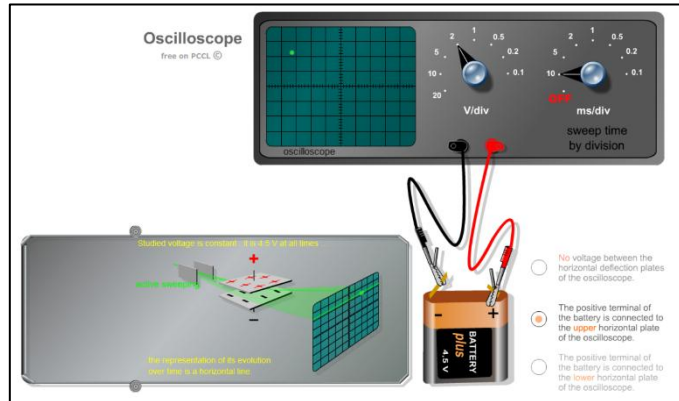 Oscilloscope
free on PCCL ©
oscilloscope
20
10
5
2
1
0.5
0.2
0.1
V/div
OFF
10
5
2
1
0.5
0.2
0.1
ms/div
sweep time
by division
Studied voltage is constant : it is 4.5 V at all times ...
+
active sweeping
-
...the representation of its evolution
over time is a horizontal line.
-
+
BATTERY
plus
4.5 V
No voltage between the
horizontal deflection plates
of the oscilloscope.
The positive terminal of
the battery is connected to
the upper horizontal plate
of the oscilloscope.
The positive terminal of
the battery is connected to
the lower horizontal plate
of the oscilloscope.